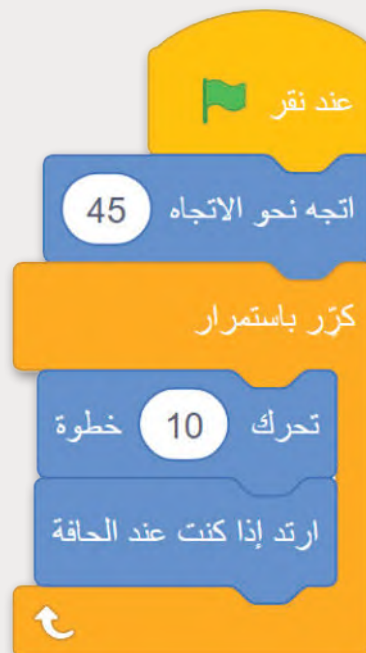 عند نقر
اتجه نحو الاتجاه 45
كرّر باستمرار
تحرك 10 خطوة
ارتد إذا كنت عند الحافة